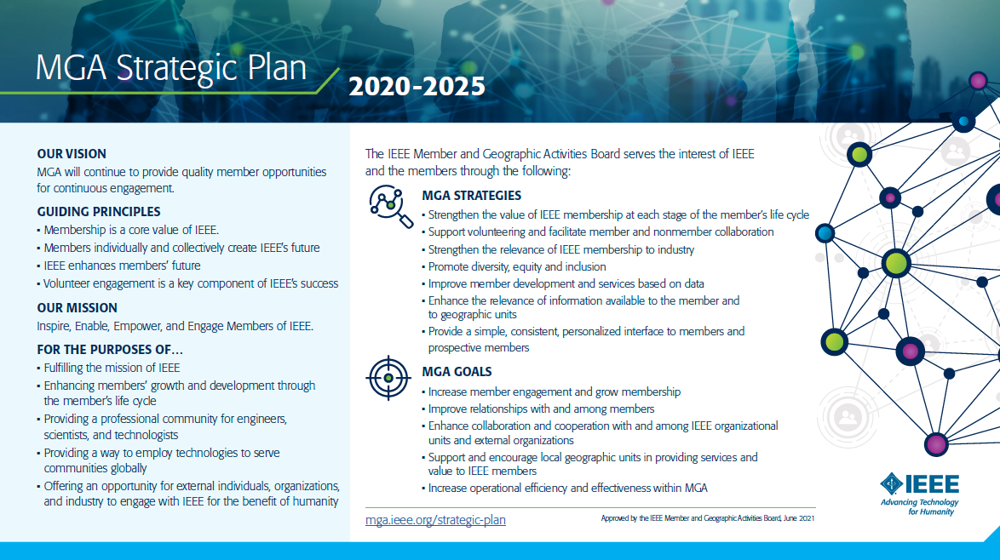 MGA Strategic Plan
2020-2025
OUR VISION
MGA will continue to provide quality member opportunities
for continuous engagement.
GUIDING PRINCIPLES
▪ Membership is a core value of IEEE.
▪ Members individually and collectively create IEEE's future
▪ IEEE enhances members' future
▪ Volunteer engagement is a key component of IEEE's success
OUR MISSION
Inspire, Enable, Empower, and Engage Members of IEEE.
FOR THE PURPOSES OF...
▪ Fulfilling the mission of IEEE
▪ Enhancing members' growth and development through
the member's life cycle
▪ Providing a professional community for engineers,
scientists, and technologists
▪ Providing a way to employ technologies to serve
communities globally
▪ Offering an opportunity for external individuals, organizations,
and industry to engage with IEEE for the benefit of humanity
The IEEE Member and Geographic Activities Board serves the interest of IEEE
and the members through the following:
MGA STRATEGIES
▪ Strengthen the value of IEEE membership at each stage of the member's life cycle
▪ Support volunteering and facilitate member and nonmember collaboration
▪ Strengthen the relevance of IEEE membership to industry
▪ Promote diversity, equity and inclusion
▪ Improve member development and services based on data
▪ Enhance the relevance of information available to the member and
to geographic units
▪ Provide a simple, consistent, personalized interface to members and
prospective members
MGA GOALS
▪ Increase member engagement and grow membership
▪ Improve relationships with and among members
▪ Enhance collaboration and cooperation with and among IEEE organizational
units and external organizations
▪ Support and encourage local geographic units in providing services and
value to IEEE members
▪ Increase operational efficiency and effectiveness within MGA
mga.ieee.org/strategic-plan
Approved by the IEEE Member and Geographic Activities Board, June 2021
IEEE
Advancing Technology
for Humanity